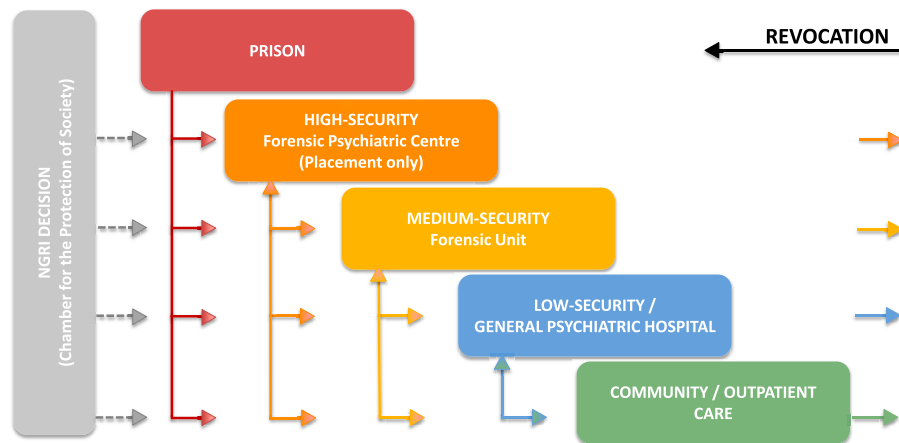 NGRI DECISION
(Chamber for the Protection of Society)
PRISON
REVOCATION
HIGH-SECURITY
Forensic Psychiatric Centre
(Placement only)
MEDIUM-SECURITY
Forensic Unit
LOW-SECURITY /
GENERAL PSYCHIATRIC HOSPITAL
COMMUNITY / OUTPATIENT
CARE